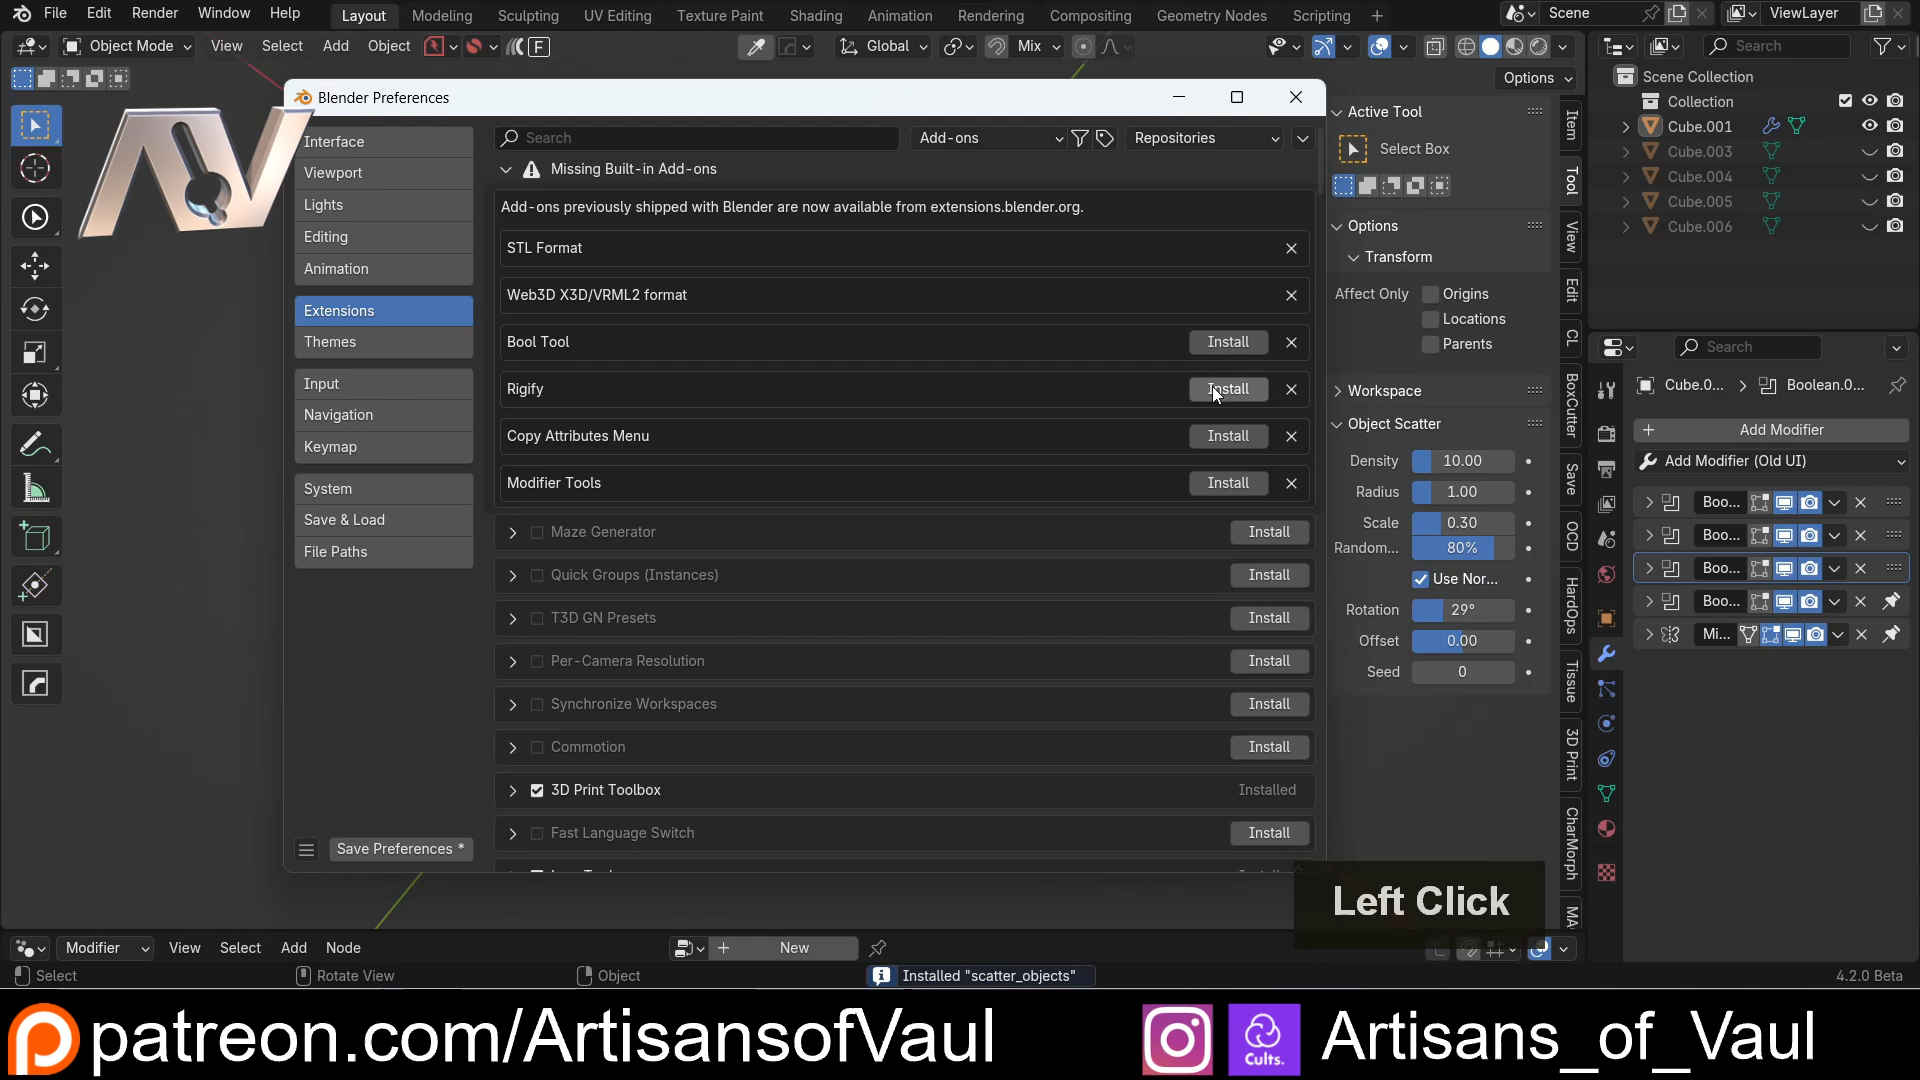 File Edit Render Window Help
Layout Modeling Sculpting UV Editing Texture Paint Shading Animation Rendering Compositing Geometry Nodes Scripting
Scene
ViewLayer
Object Mode View Select Add Object
F
Global
Mix
Search
Options
Blender Preferences
Interface
Viewport
Lights
Editing
Animation
Extensions
Themes
Input
Navigation
Keymap
System
Save & Load
File Paths
Save Preferences *
Search
Add-ons
Repositories
Missing Built-in Add-ons
Add-ons previously shipped with Blender are now available from extensions.blender.org.
STL Format
Web3D X3D/VRML2 format
Bool Tool Install
Rigify Install
Copy Attributes Menu Install
Modifier Tools Install
Maze Generator Install
Quick Groups (Instances) Install
T3D GN Presets Install
Per-Camera Resolution Install
Synchronize Workspaces Install
Commotion Install
3D Print Toolbox Installed
Fast Language Switch Install
Active Tool
Select Box
Options
Transform
Affect Only Origins
Locations
Parents
Workspace
Object Scatter
Density 10.00
Radius 1.00
Scale 0.30
Random... 80%
Use Nor...
Rotation 29°
Offset 0.00
Seed 0
Item
Tool
View
Edit
CL
BoxCutter
Save
OCD
HardOps
Tissue
3D Print
CharMorph
MA
Scene Collection
Collection
Cube.001
Cube.003
Cube.004
Cube.005
Cube.006
Search
Cube.0... Boolean.0...
Add Modifier
Add Modifier (Old UI)
Boo...
Boo...
Boo...
Boo...
Mi...
Left Click
Modifier View Select Add Node
New
Select
Rotate View
Object
Installed "scatter_objects"
4.2.0 Beta
patreon.com/ArtisansofVaul
Cults.
Artisans_of_Vaul